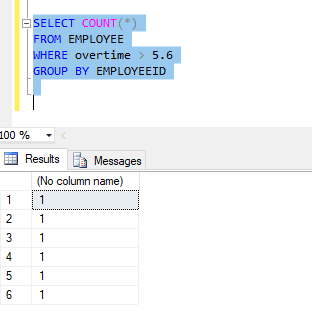 SELECT COUNT(*)
FROM EMPLOYEE
WHERE overtime > 5.6
GROUP BY EMPLOYEEID
100 %
Results Messages
(No column name)
1 1
2 1
3 1
4 1
5 1
6 1